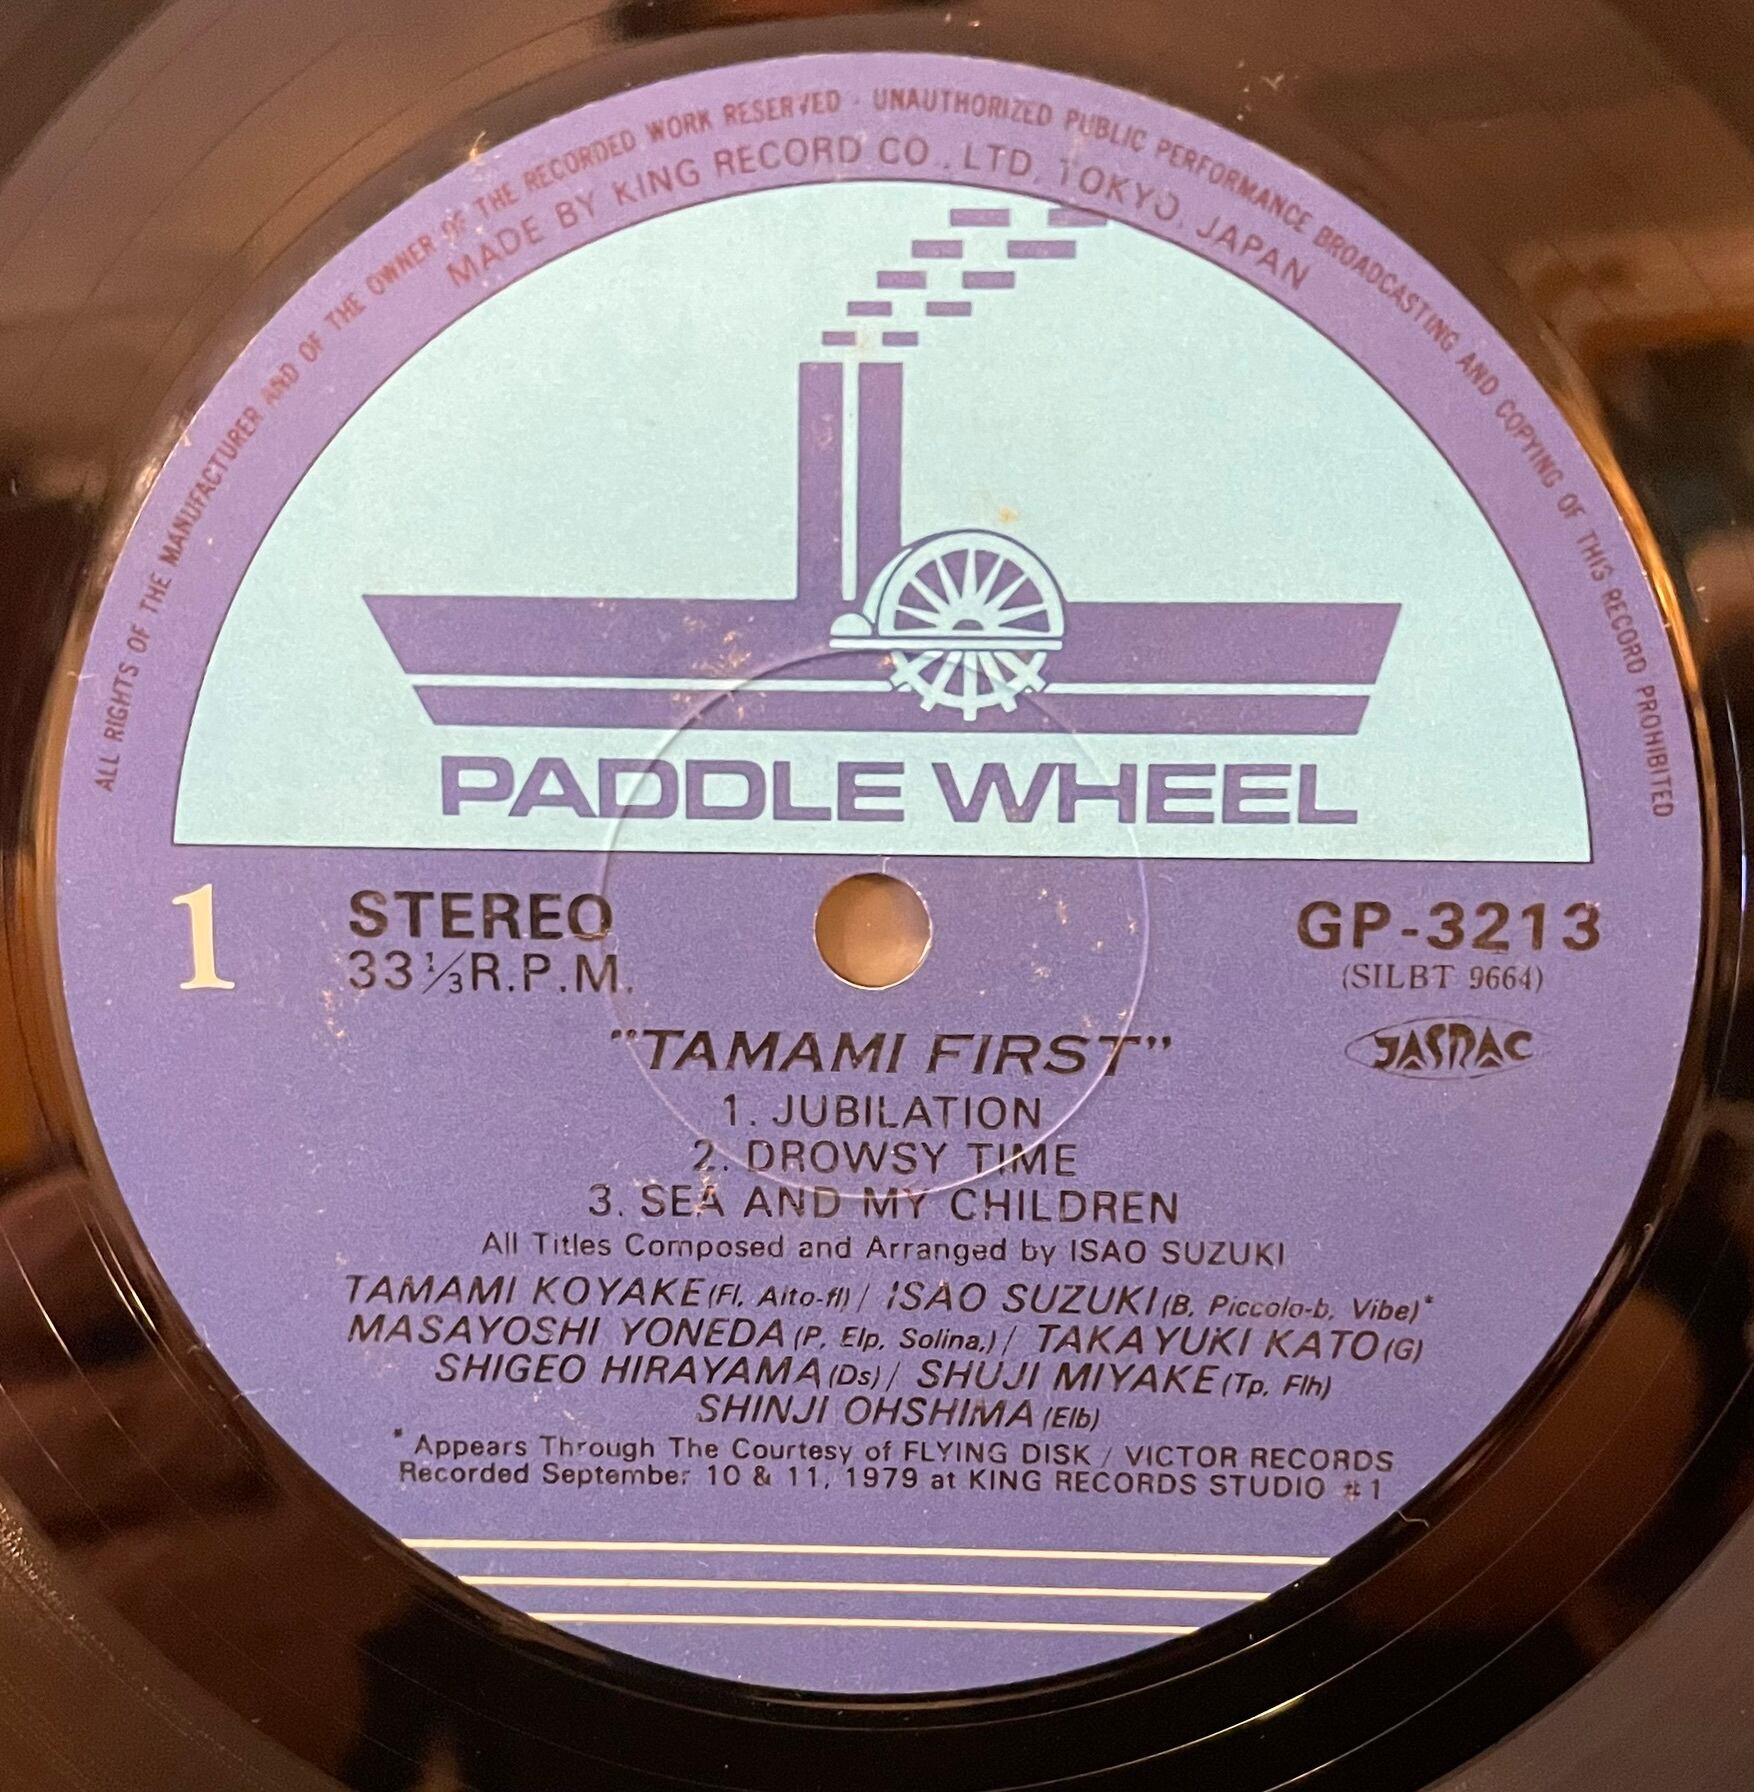 ALL RIGHTS OF THE MANUFACTURER AND OF THE OWNER OF THE RECORDED WORK RESERVED · UNAUTHORIZED PUBLIC PERFORMANCE BROADCASTING AND COPYING OF THIS RECORD PROHIBITED
MADE BY KING RECORD CO., LTD, TOKYO, JAPAN
PADDLE WHEEL
1
STEREO
33 1/3 R.P.M.
GP-3213
(SILBT 9664)
JASRAC
"TAMAMI FIRST"
1. JUBILATION
2. DROWSY TIME
3. SEA AND MY CHILDREN
All Titles Composed and Arranged by ISAO SUZUKI
TAMAMI KOYAKE (Fl, Alto-fl) / ISAO SUZUKI (B, Piccolo-b, Vibe)*
MASAYOSHI YONEDA (P, Elp, Solina,) / TAKAYUKI KATO (G)
SHIGEO HIRAYAMA (Ds) / SHUJI MIYAKE (Tp, Flh)
SHINJI OHSHIMA (Elb)
* Appears Through The Courtesy of FLYING DISK / VICTOR RECORDS
Recorded September 10 & 11, 1979 at KING RECORDS STUDIO #1